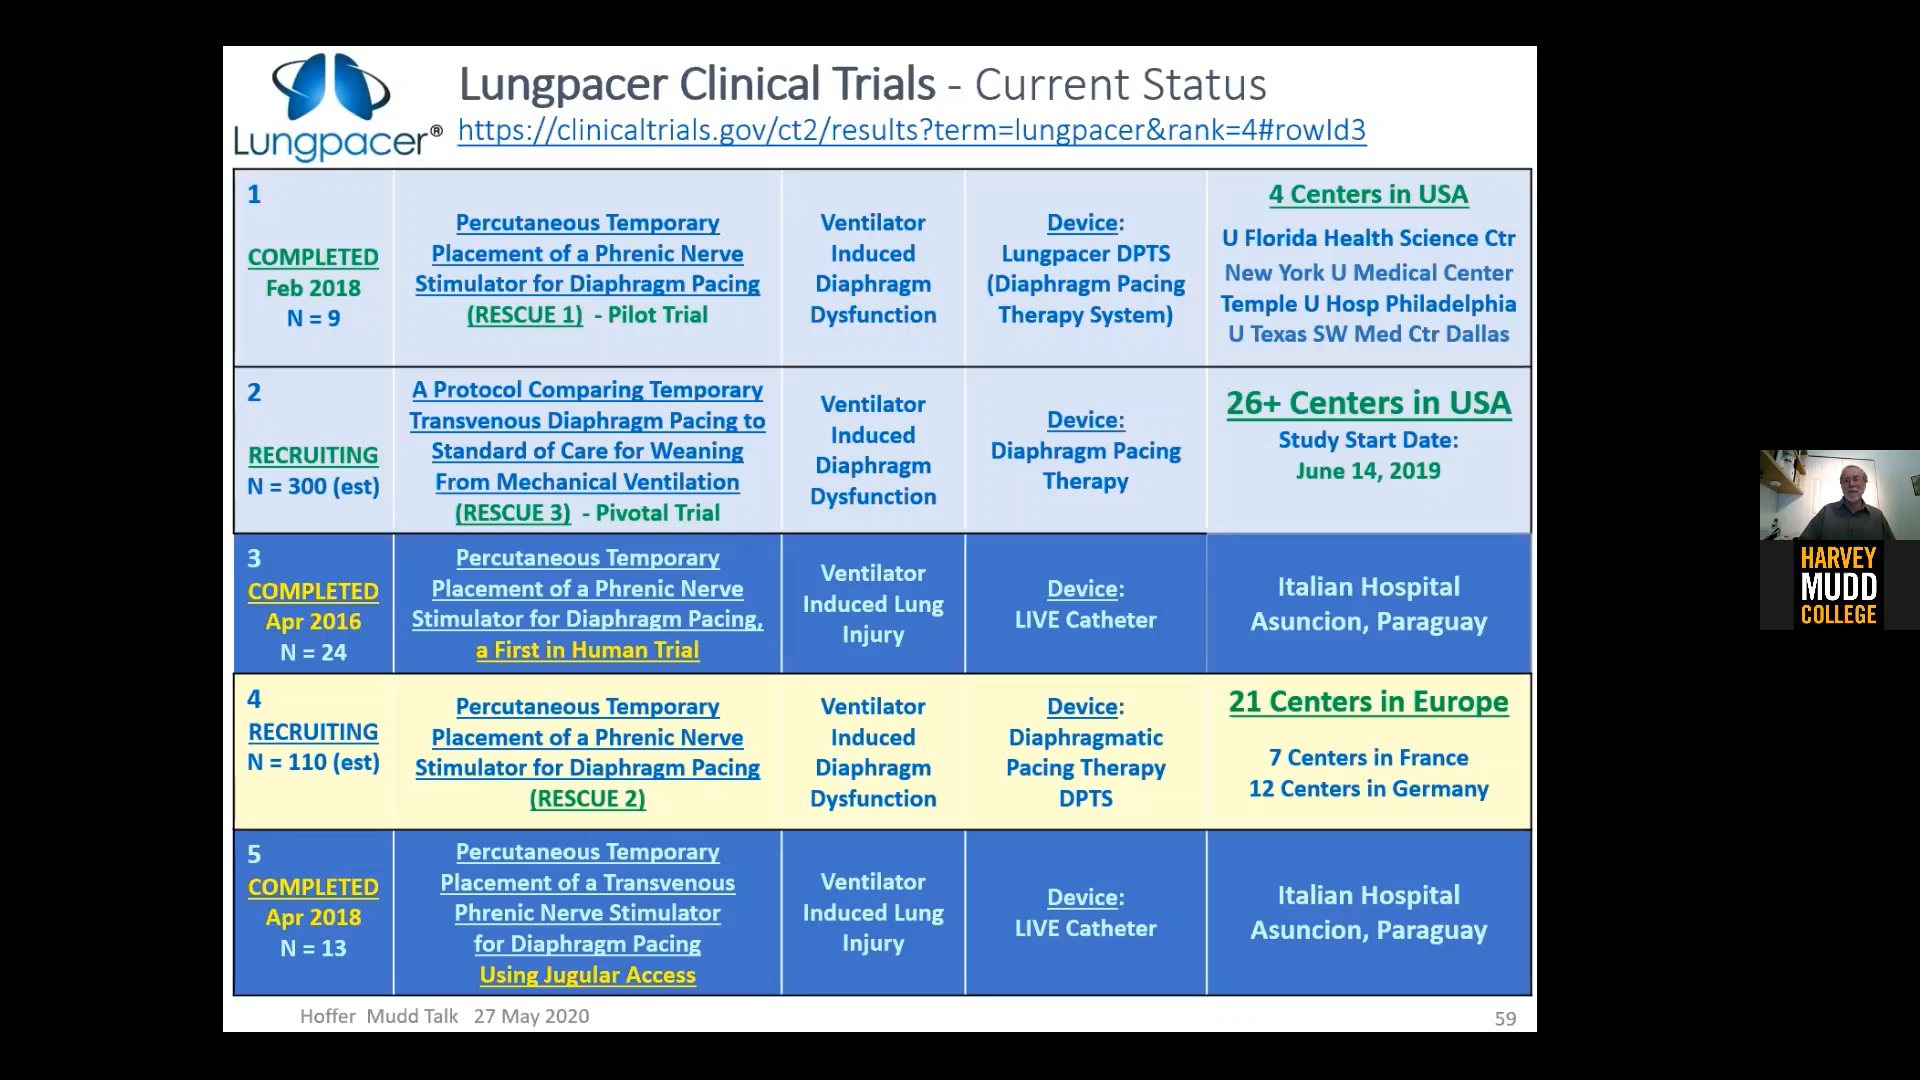 Lungpacer®
Lungpacer Clinical Trials - Current Status
https://clinicaltrials.gov/ct2/results?term=lungpacer&rank=4#rowId3
1
COMPLETED
Feb 2018
N = 9
Percutaneous Temporary
Placement of a Phrenic Nerve
Stimulator for Diaphragm Pacing
(RESCUE 1) - Pilot Trial
Ventilator
Induced
Diaphragm
Dysfunction
Device:
Lungpacer DPTS
(Diaphragm Pacing
Therapy System)
4 Centers in USA
U Florida Health Science Ctr
New York U Medical Center
Temple U Hosp Philadelphia
U Texas SW Med Ctr Dallas
2
RECRUITING
N = 300 (est)
A Protocol Comparing Temporary
Transvenous Diaphragm Pacing to
Standard of Care for Weaning
From Mechanical Ventilation
(RESCUE 3) - Pivotal Trial
Ventilator
Induced
Diaphragm
Dysfunction
Device:
Diaphragm Pacing
Therapy
26+ Centers in USA
Study Start Date:
June 14, 2019
3
COMPLETED
Apr 2016
N = 24
Percutaneous Temporary
Placement of a Phrenic Nerve
Stimulator for Diaphragm Pacing,
a First in Human Trial
Ventilator
Induced Lung
Injury
Device:
LIVE Catheter
Italian Hospital
Asuncion, Paraguay
4
RECRUITING
N = 110 (est)
Percutaneous Temporary
Placement of a Phrenic Nerve
Stimulator for Diaphragm Pacing
(RESCUE 2)
Ventilator
Induced
Diaphragm
Dysfunction
Device:
Diaphragmatic
Pacing Therapy
DPTS
21 Centers in Europe
7 Centers in France
12 Centers in Germany
5
COMPLETED
Apr 2018
N = 13
Percutaneous Temporary
Placement of a Transvenous
Phrenic Nerve Stimulator
for Diaphragm Pacing
Using Jugular Access
Ventilator
Induced Lung
Injury
Device:
LIVE Catheter
Italian Hospital
Asuncion, Paraguay
Hoffer Mudd Talk 27 May 2020
59
HARVEY
MUDD
COLLEGE